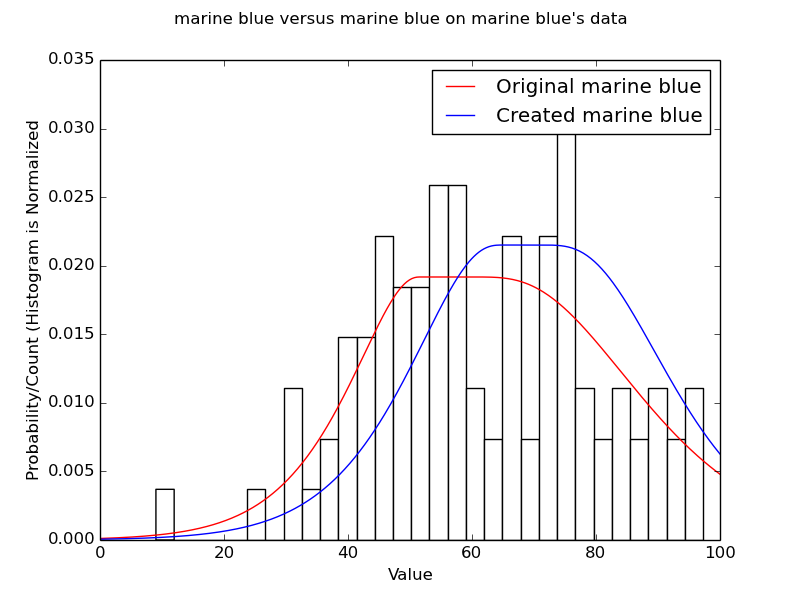 marine blue versus marine blue on marine blue's data
0.035
0.030
0.025
0.020
0.015
0.010
0.005
0.000
Probability/Count (Histogram is Normalized
Original marine blue
Created marine blue
0 20 40 60 80 100
Value